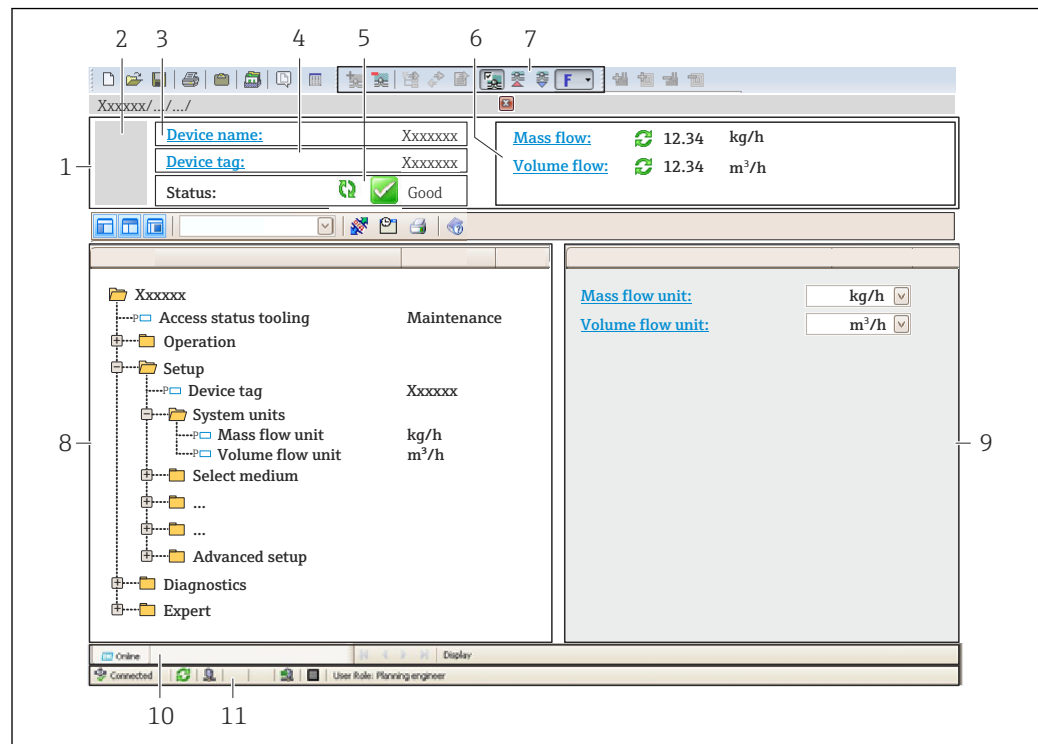 2 3 4 5 6 7
F
Xxxxxx/.../.../
1
Device name: Xxxxxxx
Device tag: Xxxxxxx
Status: Good
Mass flow: 12.34 kg/h
Volume flow: 12.34 m³/h
Xxxxxx
Mass flow unit: kg/h
P Access status tooling Maintenance
Operation
Volume flow unit: m³/h
Setup
P Device tag Xxxxxx
System units
P Mass flow unit kg/h
8
9
P Volume flow unit m³/h
Select medium
...
...
Advanced setup
Diagnostics
Expert
Online Display
Connected User Role: Planning engineer
10 11